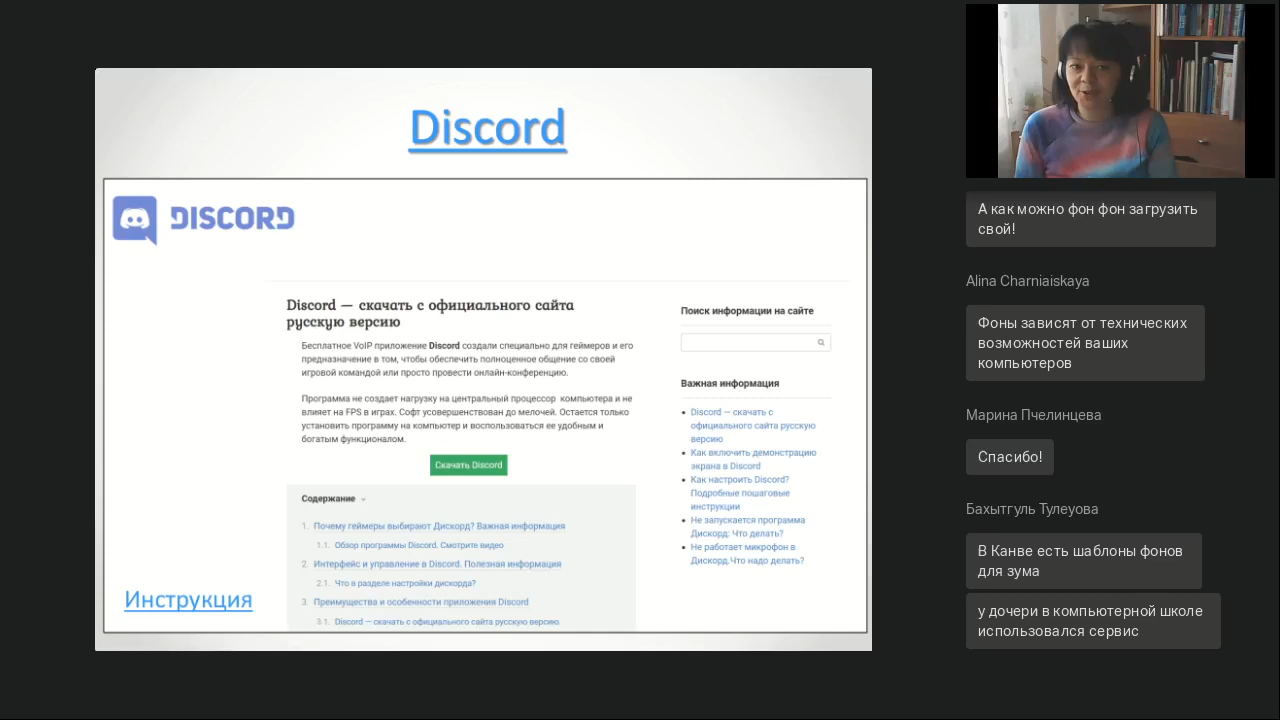 Discord
DISCORD
Discord — скачать с официального сайта
русскую версию
Бесплатное VoIP приложение Discord создали специально для геймеров и его
предназначение в том, чтобы обеспечить полноценное общение со своей
игровой командой или просто провести онлайн-конференцию.
Программа не создает нагрузку на центральный процессор компьютера и не
влияет на FPS в играх. Софт усовершенствован до мелочей. Остается только
установить программу на компьютер и воспользоваться ее удобным и
богатым функционалом.
Скачать Discord
Содержание
1. Почему геймеры выбирают Дискорд? Важная информация
1.1. Обзор программы Discord. Смотрите видео
2. Интерфейс и управление в Discord. Полезная информация
2.1. Что в разделе настройки дискорда?
3. Преимущества и особенности приложения Discord
3.1. Discord — скачать с официального сайта русскую версию
Инструкция
Поиск информации на сайте
Важная информация
Discord — скачать с
официального сайта русскую
версию
Как включить демонстрацию
экрана в Discord
Как настроить Discord?
Подробные пошаговые
инструкции
Не запускается программа
Дискорд: Что делать?
Не работает микрофон в
Дискорд.Что надо делать?
А как можно фон фон загрузить
свой!
Alina Charniaiskaya
Фоны зависят от технических
возможностей ваших
компьютеров
Марина Пчелинцева
Спасибо!
Бахытгуль Тулеуова
В Канве есть шаблоны фонов
для зума
у дочери в компьютерной школе
использовался сервис